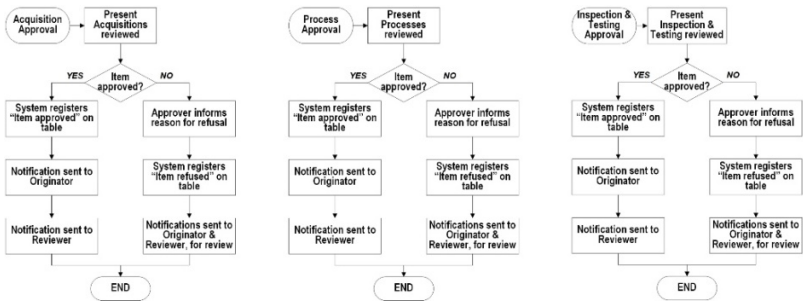 Acquisition
Approval
Present
Acquisitions
reviewed
YES
Item
approved?
NO
System registers
“Item approved” on
table
Approver informs
reason for refusal
Notification sent to
Originator
System registers
“Item refused” on
table
Notification sent to
Reviewer
Notifications sent to
Originator &
Reviewer, for review
END
Process
Approval
Present
Processes
reviewed
YES
Item
approved?
NO
System registers
“Item approved” on
table
Approver informs
reason for refusal
Notification sent to
Originator
System registers
“Item refused” on
table
Notification sent to
Reviewer
Notifications sent to
Originator &
Reviewer, for review
END
Inspection &
Testing
Approval
Present
Inspection &
Testing reviewed
YES
Item
approved?
NO
System registers
“Item approved” on
table
Approver informs
reason for refusal
Notification sent to
Originator
System registers
“Item refused” on
table
Notification sent to
Reviewer
Notifications sent to
Originator &
Reviewer, for review
END